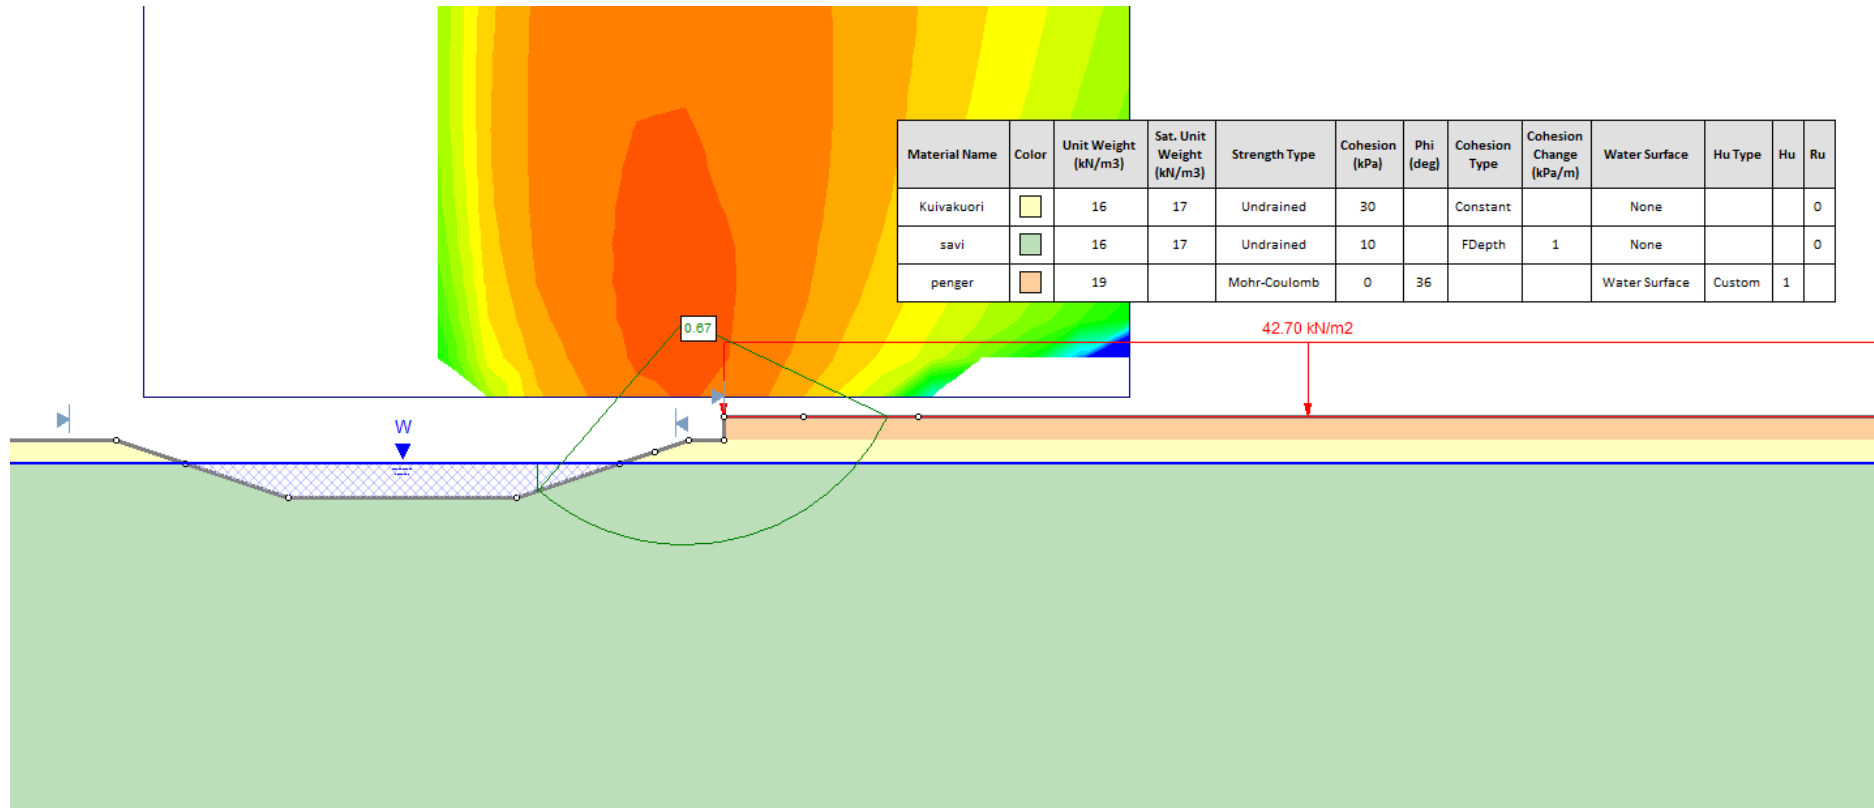 Material Name Color Unit Weight (kN/m3) Sat. Unit Weight (kN/m3) Strength Type Cohesion (kPa) Phi (deg) Cohesion Type Cohesion Change (kPa/m) Water Surface Hu Type Hu Ru
Kuivakuori 16 17 Undrained 30 Constant None 0
savi 16 17 Undrained 10 FDepth 1 None 0
penger 19 Mohr-Coulomb 0 36 Water Surface Custom 1
0.67
42.70 kN/m2
W